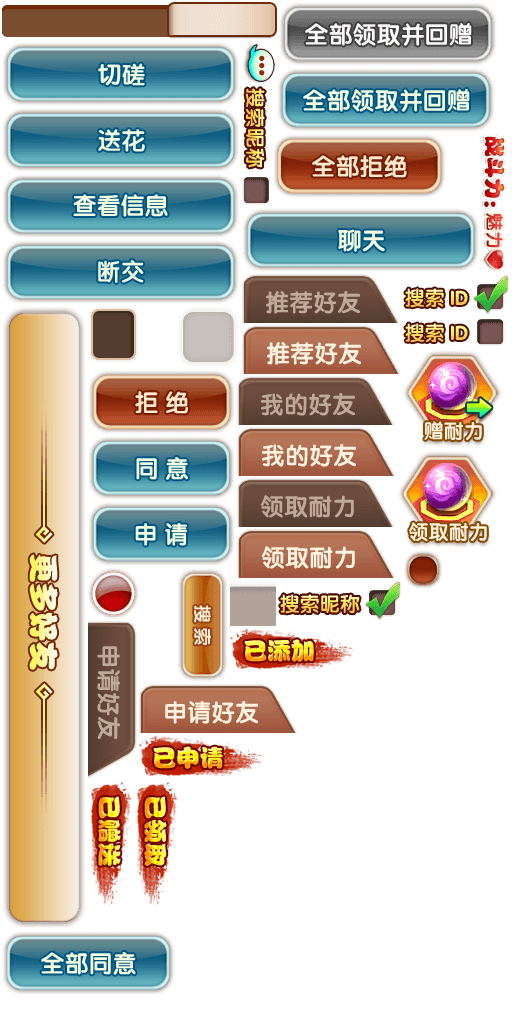 全部领取并回赠
切磋
全部领取并回赠
搜索昵称
送花
全部拒绝
战斗力:
魅力
查看信息
聊天
断交
推荐好友
搜索 ID
推荐好友
搜索 ID
拒 绝
我的好友
赠耐力
同 意
我的好友
领取耐力
领取耐力
申 请
领取耐力
更多好友
搜索
搜索昵称
已添加
申请好友
申请好友
已申请
已赠送
已领取
全部同意